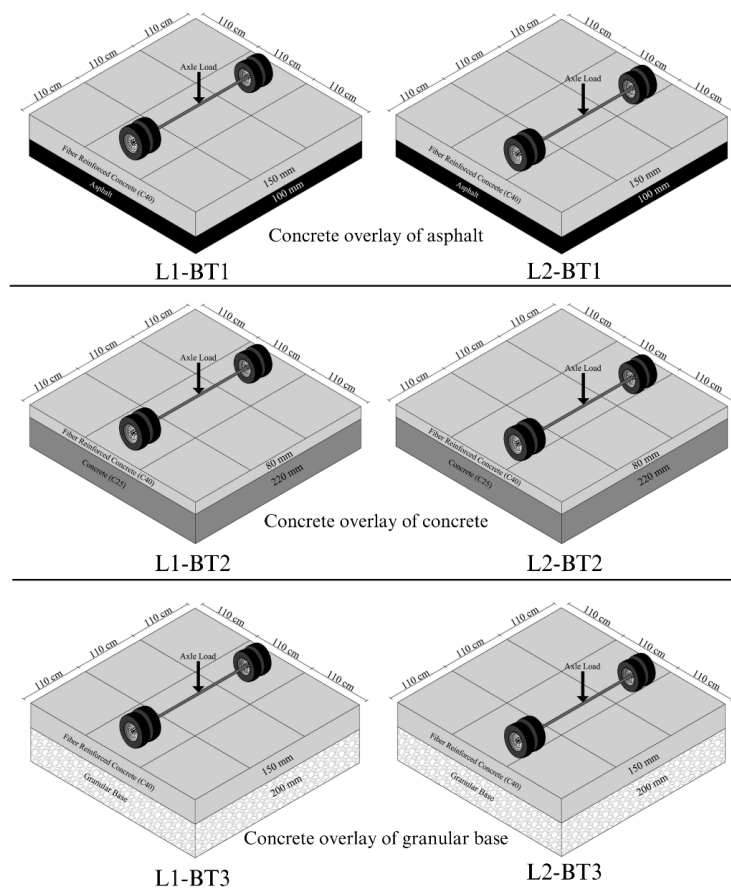 110 cm
110 cm
110 cm
110 cm
110 cm
110 cm
Axle Load
Fiber Reinforced Concrete (C40)
Asphalt
150 mm
100 mm
110 cm
110 cm
110 cm
110 cm
110 cm
110 cm
Axle Load
Fiber Reinforced Concrete (C40)
Asphalt
150 mm
100 mm
Concrete overlay of asphalt
L1-BT1
L2-BT1
110 cm
110 cm
110 cm
110 cm
110 cm
110 cm
Axle Load
Fiber Reinforced Concrete (C40)
Concrete (C25)
80 mm
220 mm
110 cm
110 cm
110 cm
110 cm
110 cm
110 cm
Axle Load
Fiber Reinforced Concrete (C40)
Concrete (C25)
80 mm
220 mm
Concrete overlay of concrete
L1-BT2
L2-BT2
110 cm
110 cm
110 cm
110 cm
110 cm
110 cm
Axle Load
Fiber Reinforced Concrete (C40)
Granular Base
150 mm
200 mm
110 cm
110 cm
110 cm
110 cm
110 cm
110 cm
Axle Load
Fiber Reinforced Concrete (C40)
Granular Base
150 mm
200 mm
Concrete overlay of granular base
L1-BT3
L2-BT3